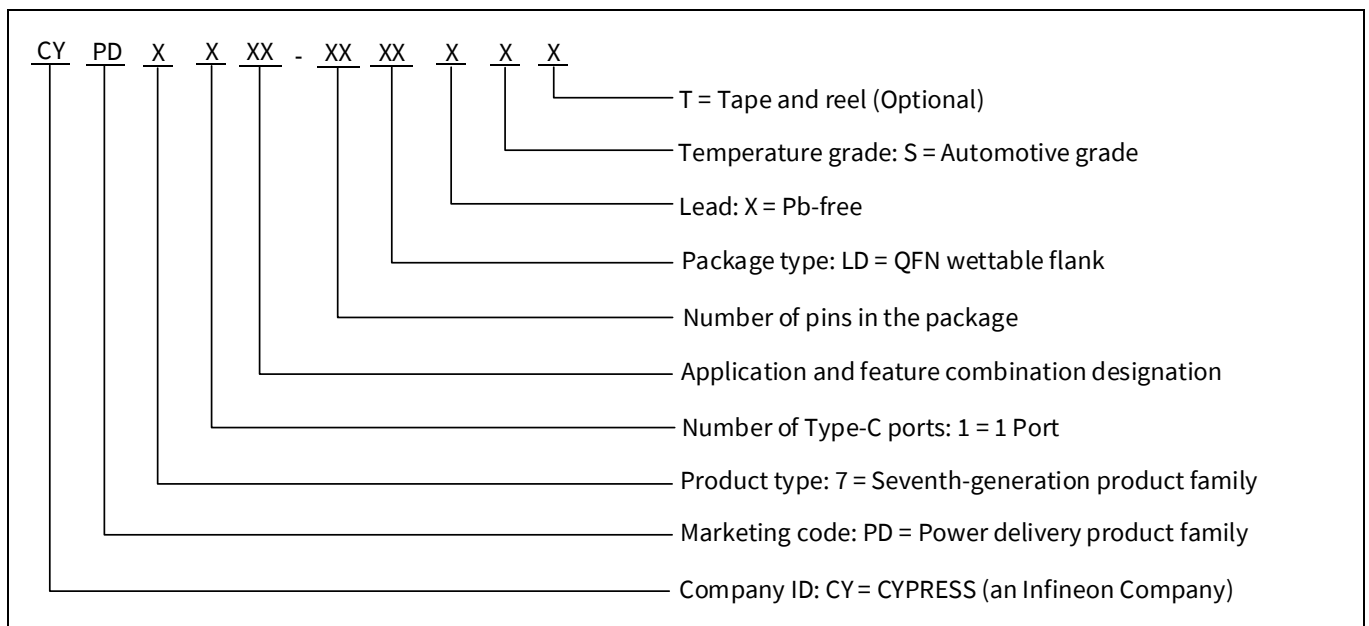 CY PD X X XX - XX XX X X X
T = Tape and reel (Optional)
Temperature grade: S = Automotive grade
Lead: X = Pb-free
Package type: LD = QFN wettable flank
Number of pins in the package
Application and feature combination designation
Number of Type-C ports: 1 = 1 Port
Product type: 7 = Seventh-generation product family
Marketing code: PD = Power delivery product family
Company ID: CY = CYPRESS (an Infineon Company)